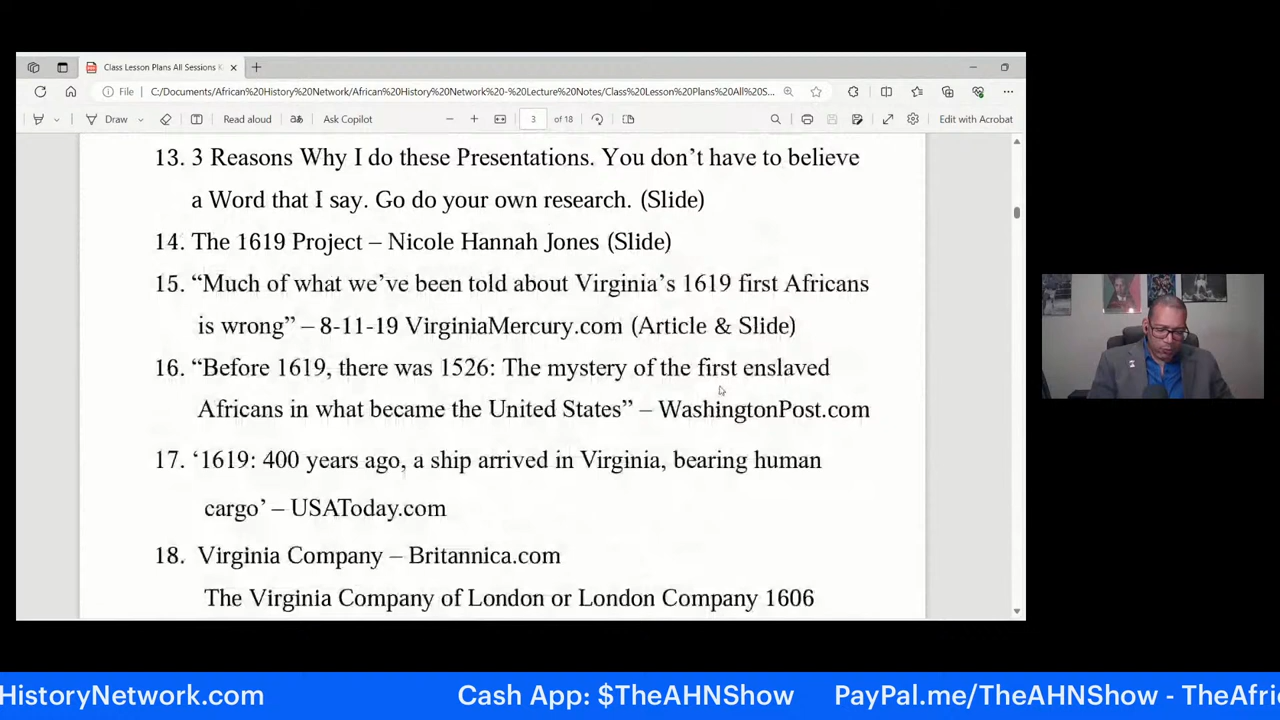 Class Lesson Plans All Sessions K
File
C:/Documents/African%20History%20Network/African%20History%20Network%20-%20Lecture%20Notes/Class%20Lesson%20Plans%20All%20S...
Draw
Read aloud
Ask Copilot
3
of 18
Edit with Acrobat
13. 3 Reasons Why I do these Presentations. You don’t have to believe
a Word that I say. Go do your own research. (Slide)
14. The 1619 Project – Nicole Hannah Jones (Slide)
15. “Much of what we’ve been told about Virginia’s 1619 first Africans
is wrong” – 8-11-19 VirginiaMercury.com (Article & Slide)
16. “Before 1619, there was 1526: The mystery of the first enslaved
Africans in what became the United States” – WashingtonPost.com
17. ‘1619: 400 years ago, a ship arrived in Virginia, bearing human
cargo’ – USAToday.com
18. Virginia Company – Britannica.com
The Virginia Company of London or London Company 1606
HistoryNetwork.com Cash App: $TheAHNShow PayPal.me/TheAHNShow - TheAfri